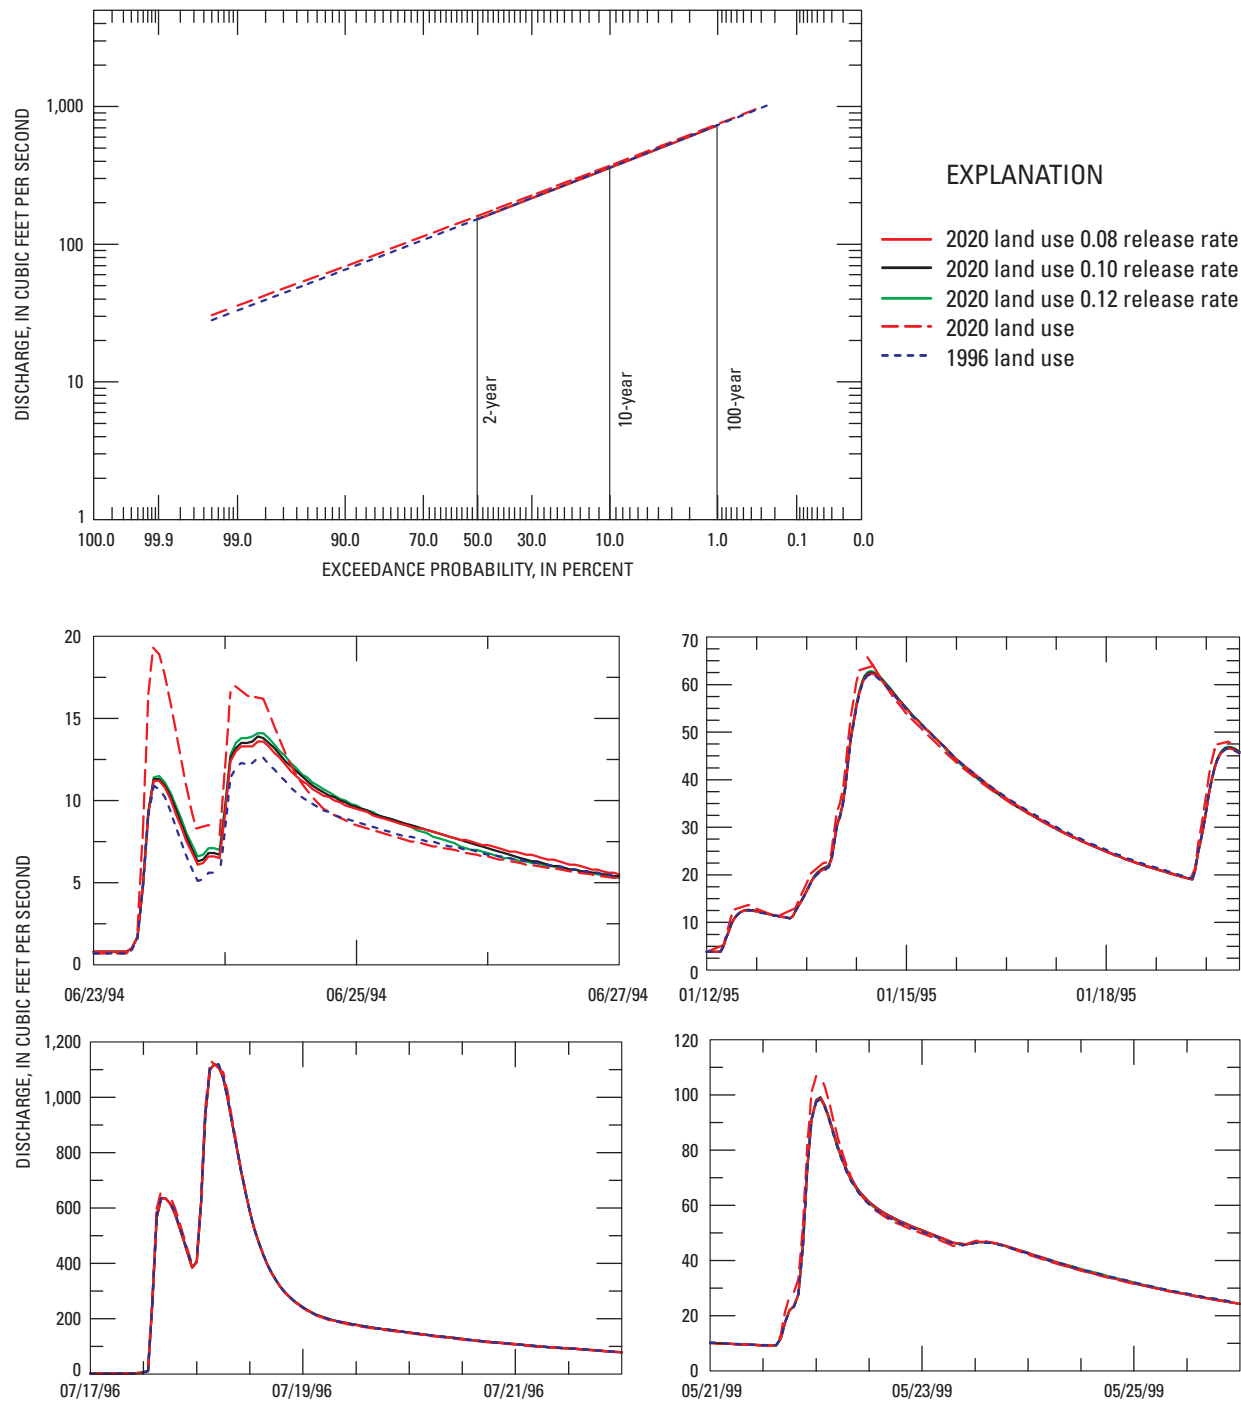 DISCHARGE, IN CUBIC FEET PER SECOND
1,000
100
10
1
2-year
10-year
100-year
100.0 99.9 99.0 90.0 70.0 50.0 30.0 10.0 1.0 0.1 0.0
EXCEEDANCE PROBABILITY, IN PERCENT
EXPLANATION
2020 land use 0.08 release rate
2020 land use 0.10 release rate
2020 land use 0.12 release rate
2020 land use
1996 land use
DISCHARGE, IN CUBIC FEET PER SECOND
20
15
10
5
0
06/23/94 06/25/94 06/27/94
70
60
50
40
30
20
10
0
01/12/95 01/15/95 01/18/95
1,200
1,000
800
600
400
200
0
07/17/96 07/19/96 07/21/96
120
100
80
60
40
20
0
05/21/99 05/23/99 05/25/99